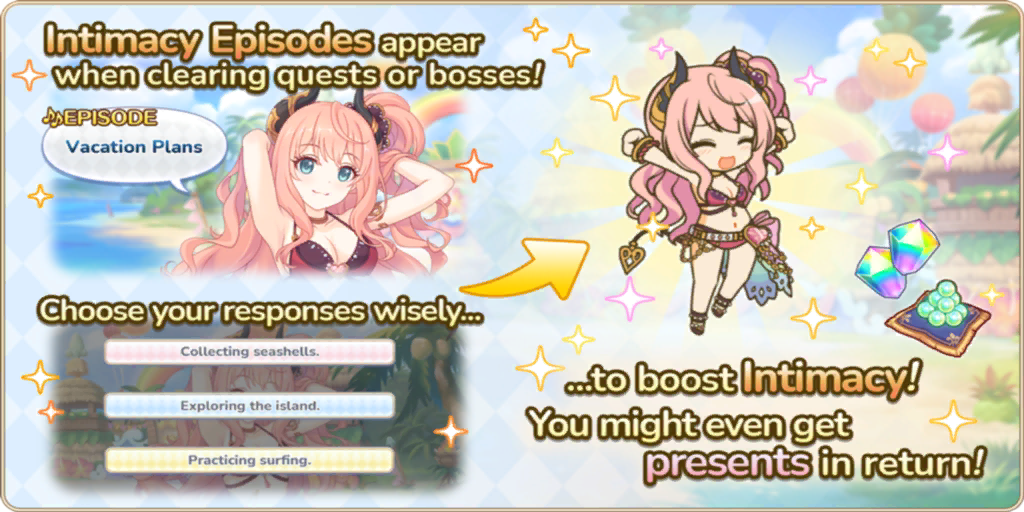 Intimacy Episodes appear
when clearing quests or bosses!
EPISODE
Vacation Plans
Choose your responses wisely...
Collecting seashells.
Exploring the island.
Practicing surfing.
...to boost Intimacy!
You might even get
presents in return!